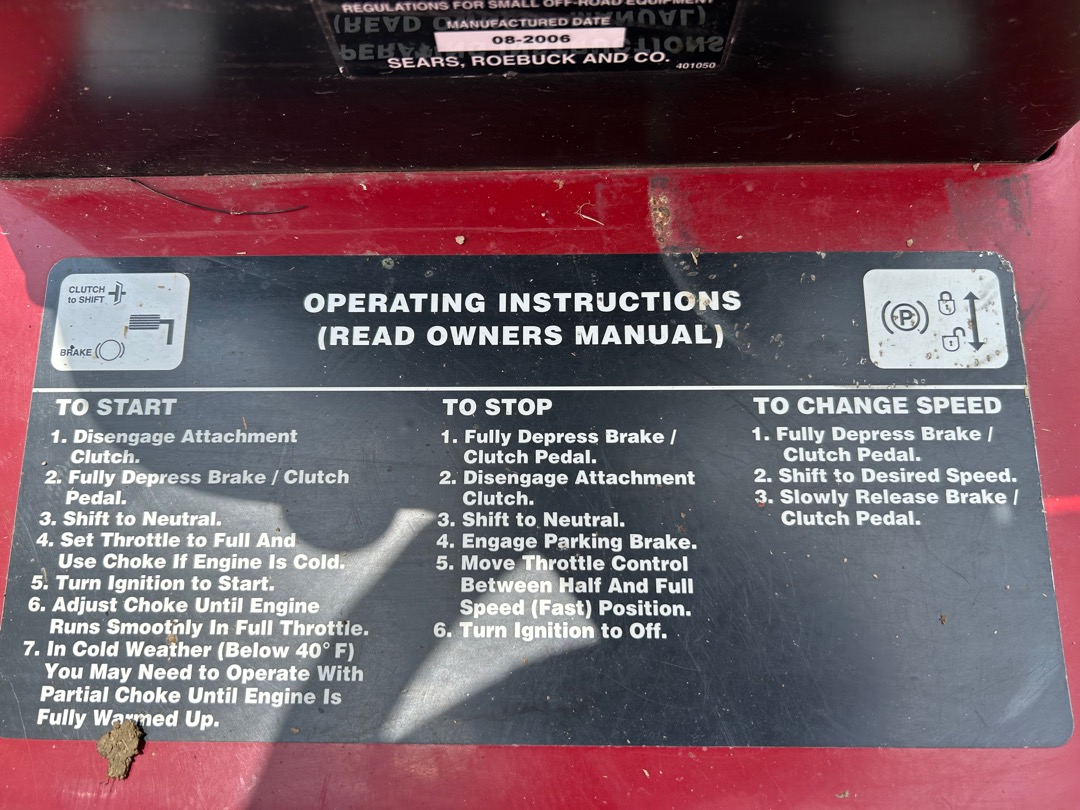 REGULATIONS FOR SMALL OFF-ROAD EQUIPMENT
MANUFACTURED DATE
08-2006
SEARS, ROEBUCK AND CO.
401050
CLUTCH
to SHIFT
BRAKE
OPERATING INSTRUCTIONS
(READ OWNERS MANUAL)
P
TO START
1. Disengage Attachment
Clutch.
2. Fully Depress Brake / Clutch
Pedal.
3. Shift to Neutral.
4. Set Throttle to Full And
Use Choke If Engine Is Cold.
5. Turn Ignition to Start.
6. Adjust Choke Until Engine
Runs Smoothly In Full Throttle.
7. In Cold Weather (Below 40° F)
You May Need to Operate With
Partial Choke Until Engine Is
Fully Warmed Up.
TO STOP
1. Fully Depress Brake /
Clutch Pedal.
2. Disengage Attachment
Clutch.
3. Shift to Neutral.
4. Engage Parking Brake.
5. Move Throttle Control
Between Half And Full
Speed (Fast) Position.
6. Turn Ignition to Off.
TO CHANGE SPEED
1. Fully Depress Brake /
Clutch Pedal.
2. Shift to Desired Speed.
3. Slowly Release Brake /
Clutch Pedal.